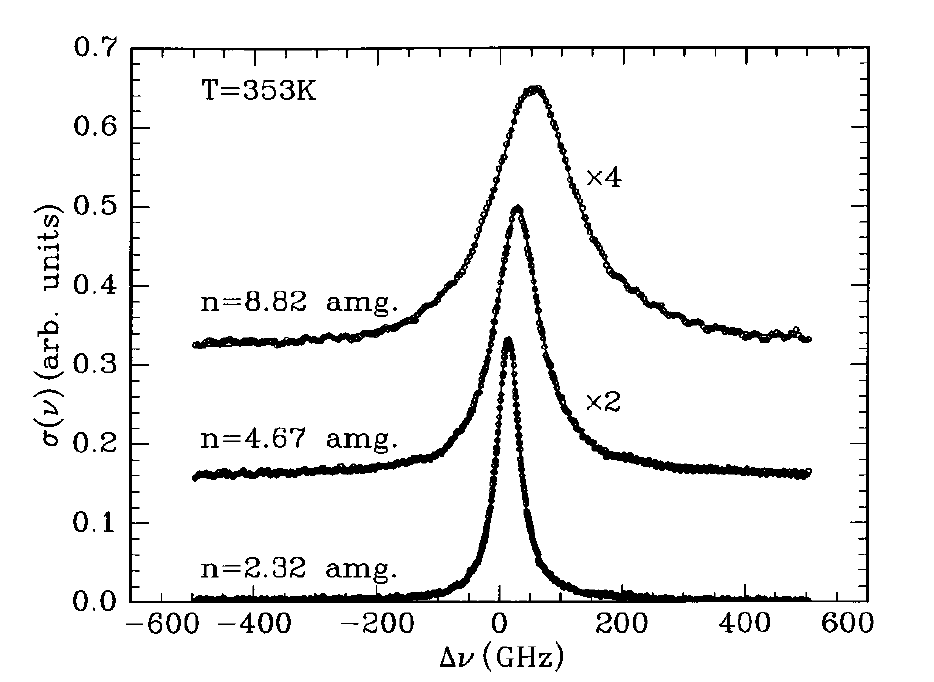 0.7
T=353K
0.6
×4
0.5
0.4
n=8.82 amg.
0.3
×2
n=4.67 amg.
0.2
0.1
n=2.32 amg.
0.0
−600 −400 −200 0 200 400 600
Δν (GHz)
σ(ν) (arb. units)